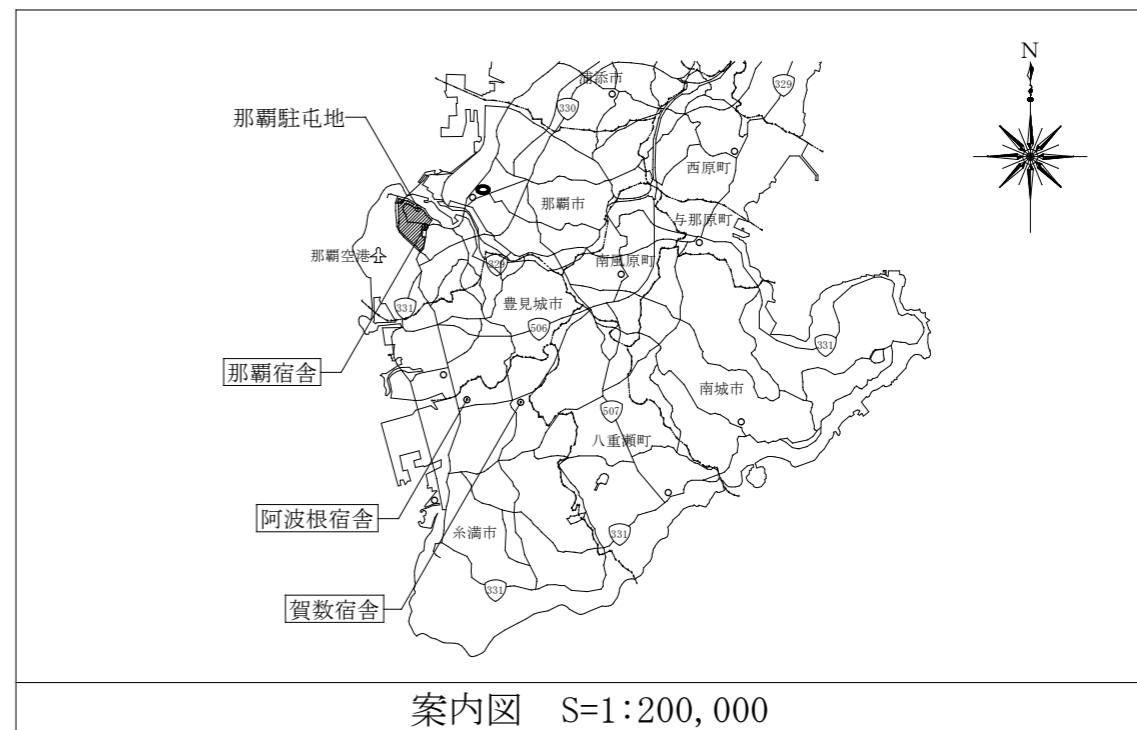 浦添市
329
N
330
那覇駐屯地
西原町
那覇市
与那原町
那覇空港
329
南風原町
豊見城市
331
506
331
那覇宿舎
南城市
507
八重瀬町
阿波根宿舎
糸満市
331
331
賀数宿舎
案内図 S=1:200,000